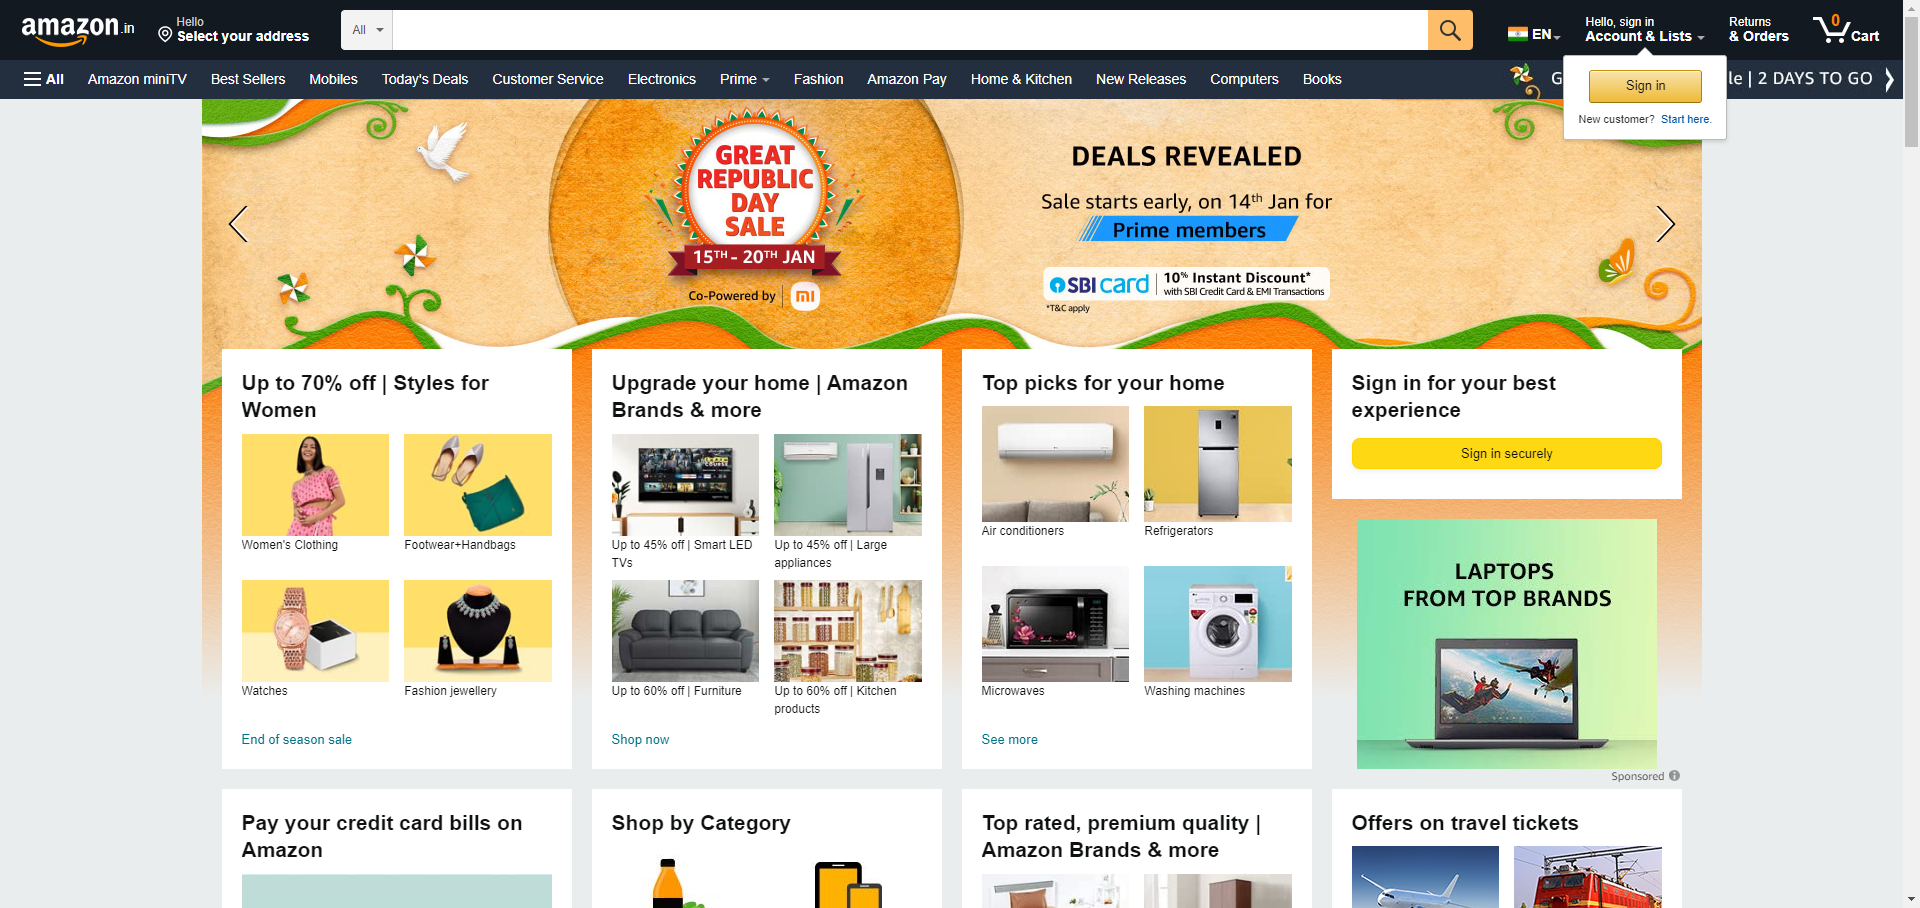 amazon.in
Hello
Select your address
All
EN
Hello, sign in
Account & Lists
Returns
& Orders
0
Cart
All
Amazon miniTV
Best Sellers
Mobiles
Today's Deals
Customer Service
Electronics
Prime
Fashion
Amazon Pay
Home & Kitchen
New Releases
Computers
Books
G
le | 2 DAYS TO GO
Sign in
New customer? Start here.
GREAT
REPUBLIC
DAY
SALE
15TH - 20TH JAN
Co-Powered by
mi
DEALS REVEALED
Sale starts early, on 14th Jan for
Prime members
SBI card
10% Instant Discount*
with SBI Credit Card & EMI Transactions
*T&C apply
Up to 70% off | Styles for
Women
Women's Clothing
Footwear+Handbags
Watches
Fashion jewellery
End of season sale
Upgrade your home | Amazon
Brands & more
Up to 45% off | Smart LED
TVs
Up to 45% off | Large
appliances
Up to 60% off | Furniture
Up to 60% off | Kitchen
products
Shop now
Top picks for your home
Air conditioners
Refrigerators
Microwaves
Washing machines
See more
Sign in for your best
experience
Sign in securely
LAPTOPS
FROM TOP BRANDS
Sponsored
Pay your credit card bills on
Amazon
Shop by Category
Top rated, premium quality |
Amazon Brands & more
Offers on travel tickets